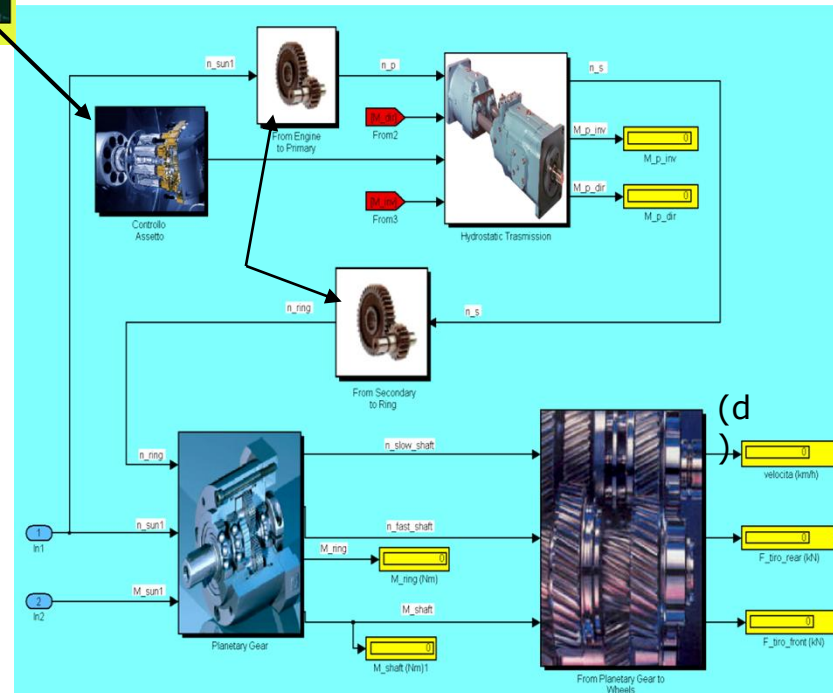 n_sun1
n_p
n_s
From Engine
to Primary
From2
M_p_inv
0
M_p_inv
M_p_dir
0
M_p_dir
From3
Controllo
Assetto
Hydrostatic Trasmission
n_ring
n_s
From Secondary
to Ring
(d
)
n_slow_shaft
0
velocita (km/h)
n_ring
n_sun1
1
In1
n_fast_shaft
0
F_tiro_rear (kN)
M_ring
0
M_ring (Nm)
M_sun1
2
In2
M_shaft
0
F_tiro_front (kN)
Planetary Gear
0
M_shaft (Nm)1
From Planetary Gear to
Wheels